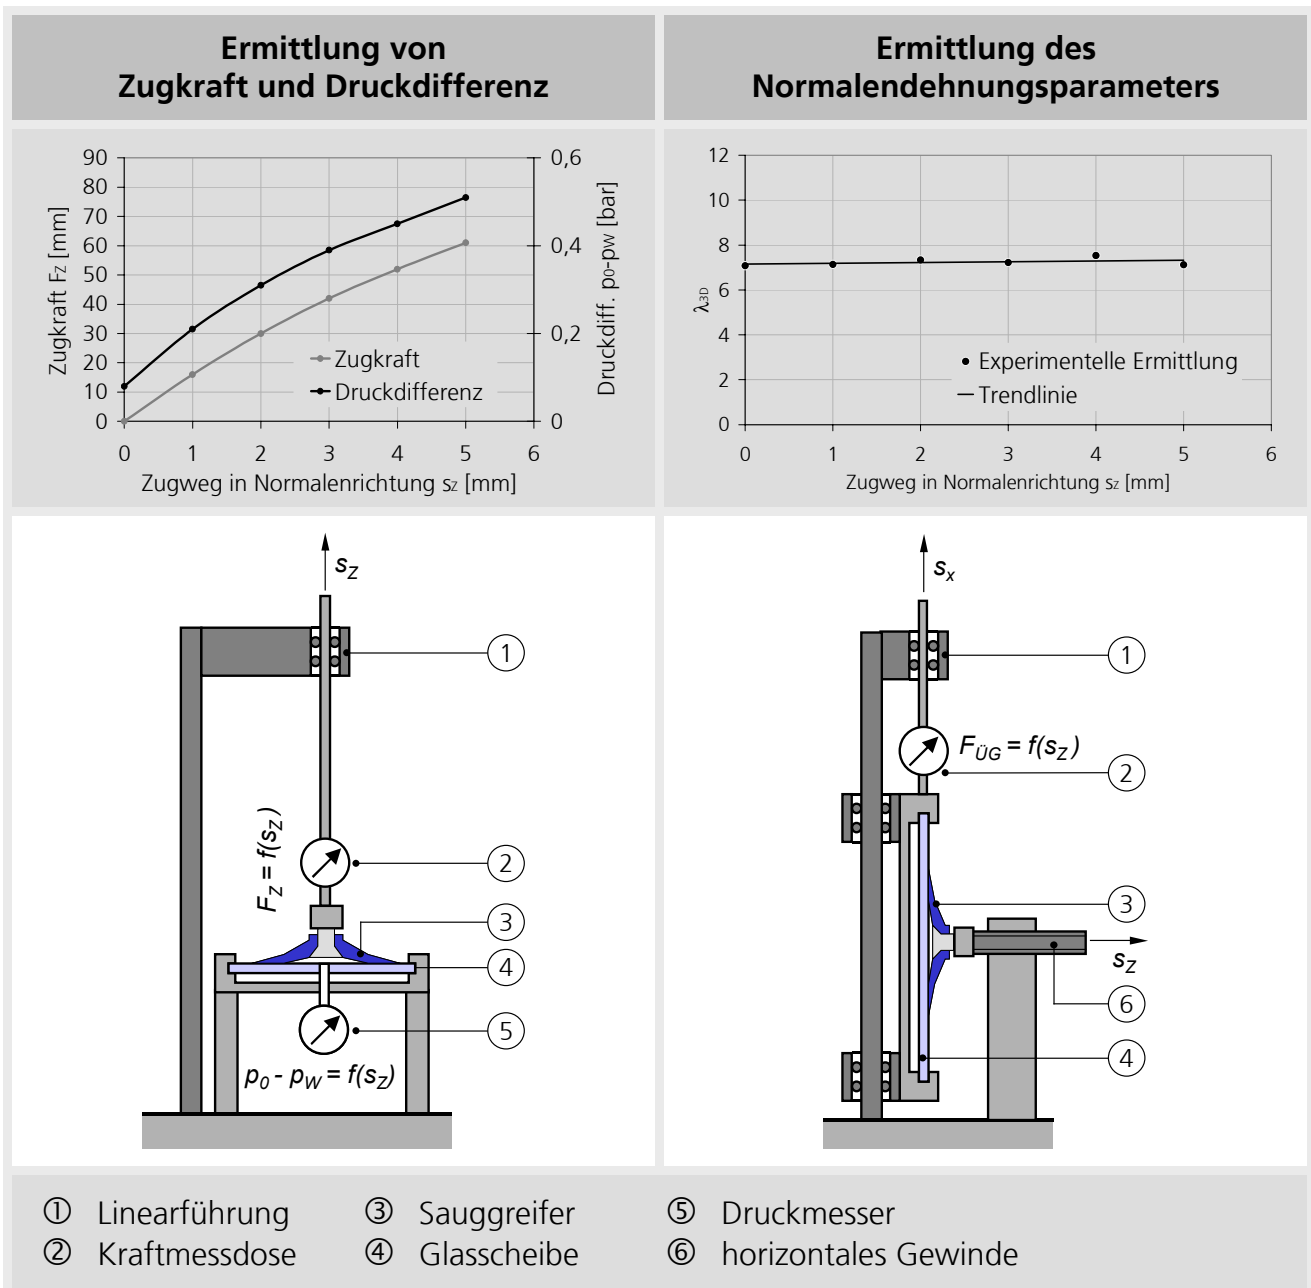 Ermittlung von
Zugkraft und Druckdifferenz
Ermittlung des
Normalendehnungsparameters
Zugkraft Fz [mm]
90
80
70
60
50
40
30
20
10
0
0,6
0,4
0,2
0
Druckdiff. p0-pw [bar]
Zugkraft
Druckdifferenz
0 1 2 3 4 5 6
Zugweg in Normalenrichtung sz [mm]
λ3D
12
10
8
6
4
2
0
Experimentelle Ermittlung
Trendlinie
0 1 2 3 4 5 6
Zugweg in Normalenrichtung sz [mm]
sZ
1
FZ = f(sZ)
2
3
4
5
p0 - pW = f(sZ)
sx
1
FÜG = f(sZ)
2
3
sZ
6
4
① Linearführung ③ Sauggreifer ⑤ Druckmesser
② Kraftmessdose ④ Glasscheibe ⑥ horizontales Gewinde